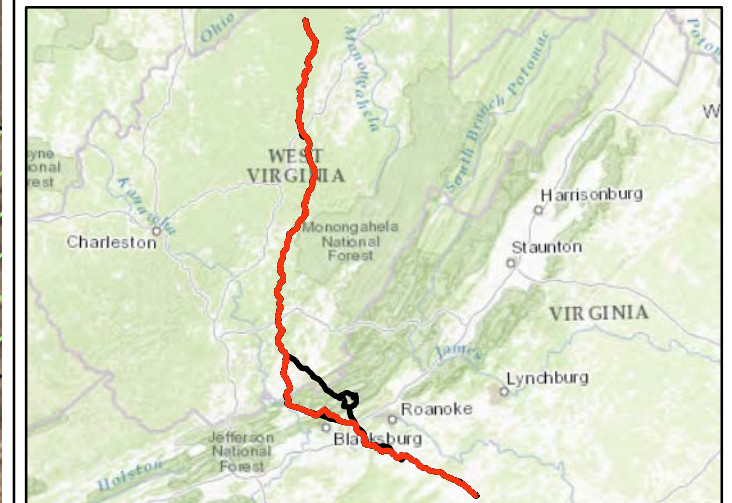 Ohio
Monongahela
Poto
South Branch Potomac
W
WEST
VIRGINIA
yne
onal
rest
Kanawha
Harrisonburg
Charleston
Monongahela
National
Forest
Staunton
VIRGINIA
James
Lynchburg
Roanoke
Blacksburg
Jefferson
National
Forest
Holston